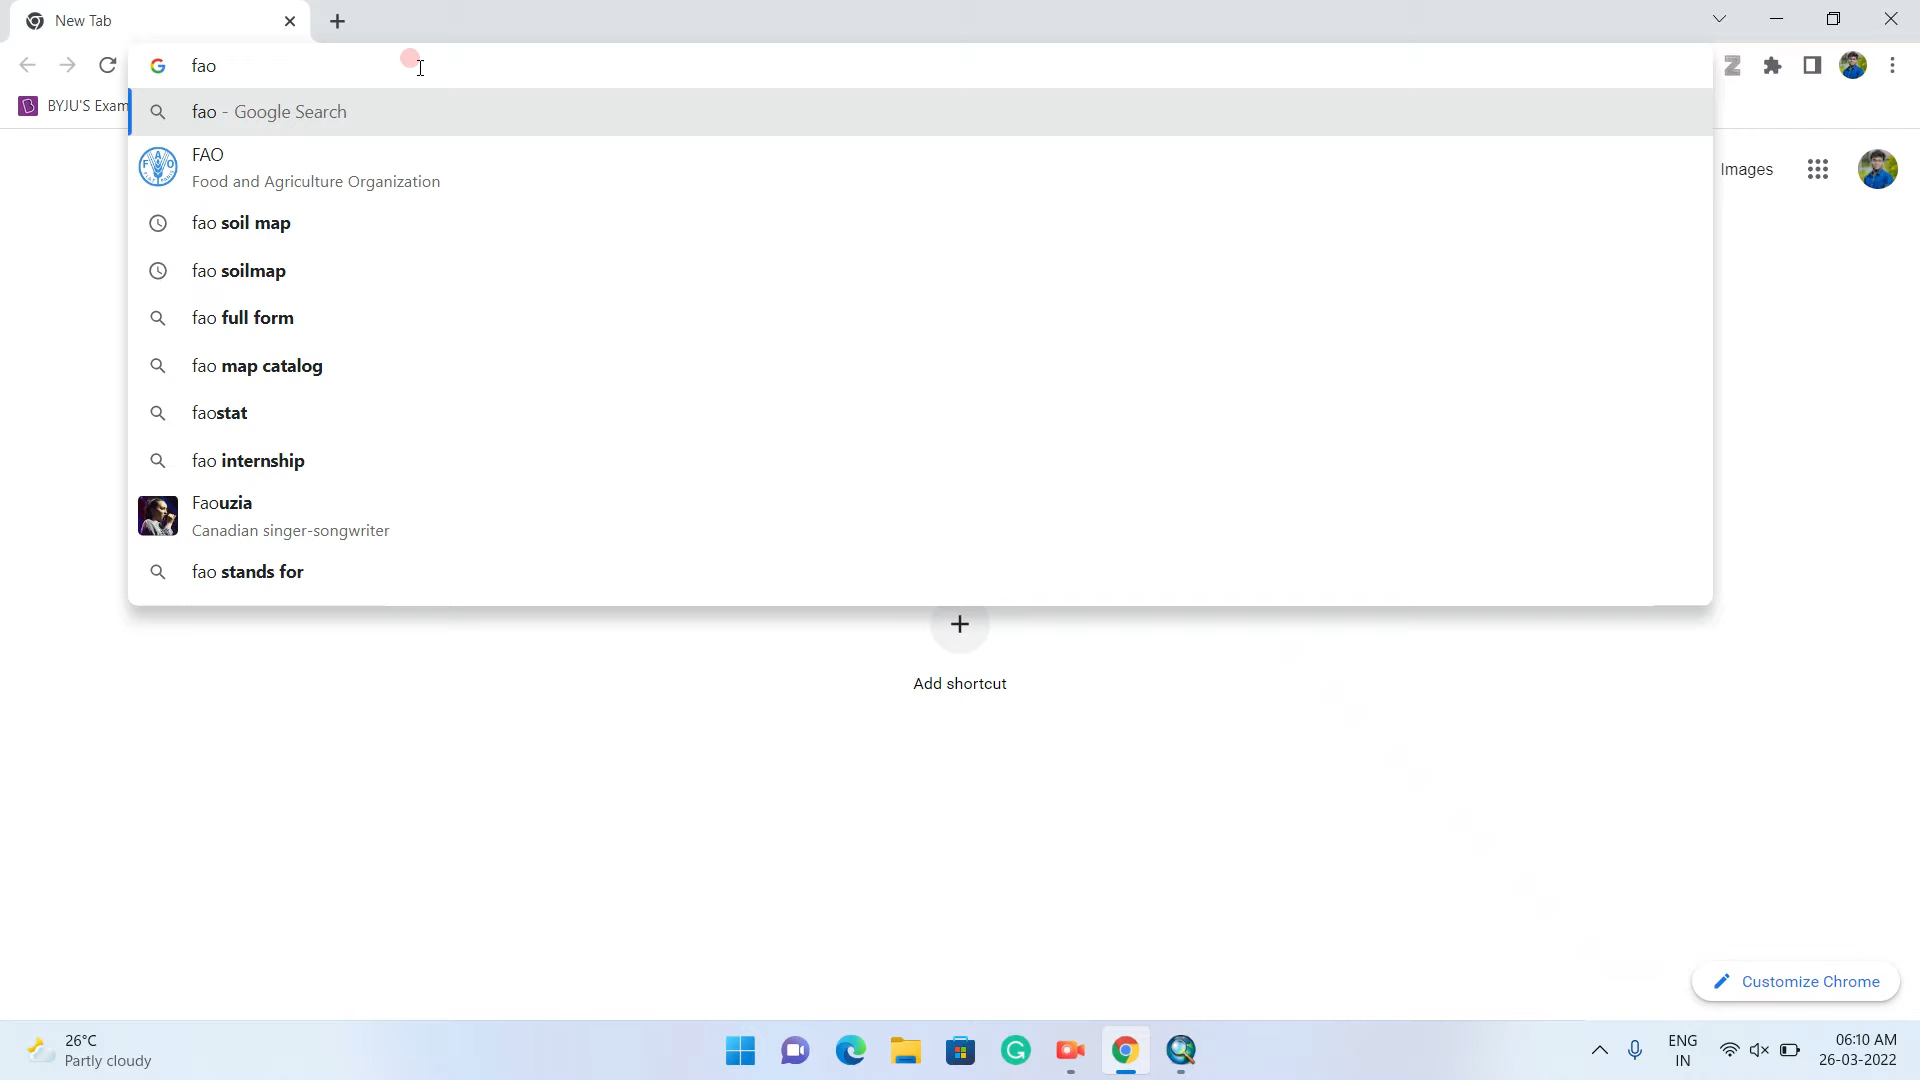 New Tab
fao
BYJU'S Exam
fao - Google Search
FAO
Food and Agriculture Organization
Images
fao soil map
fao soilmap
fao full form
fao map catalog
faostat
fao internship
Faouzia
Canadian singer-songwriter
fao stands for
Add shortcut
Customize Chrome
26°C
Partly cloudy
ENG
IN
06:10 AM
26-03-2022